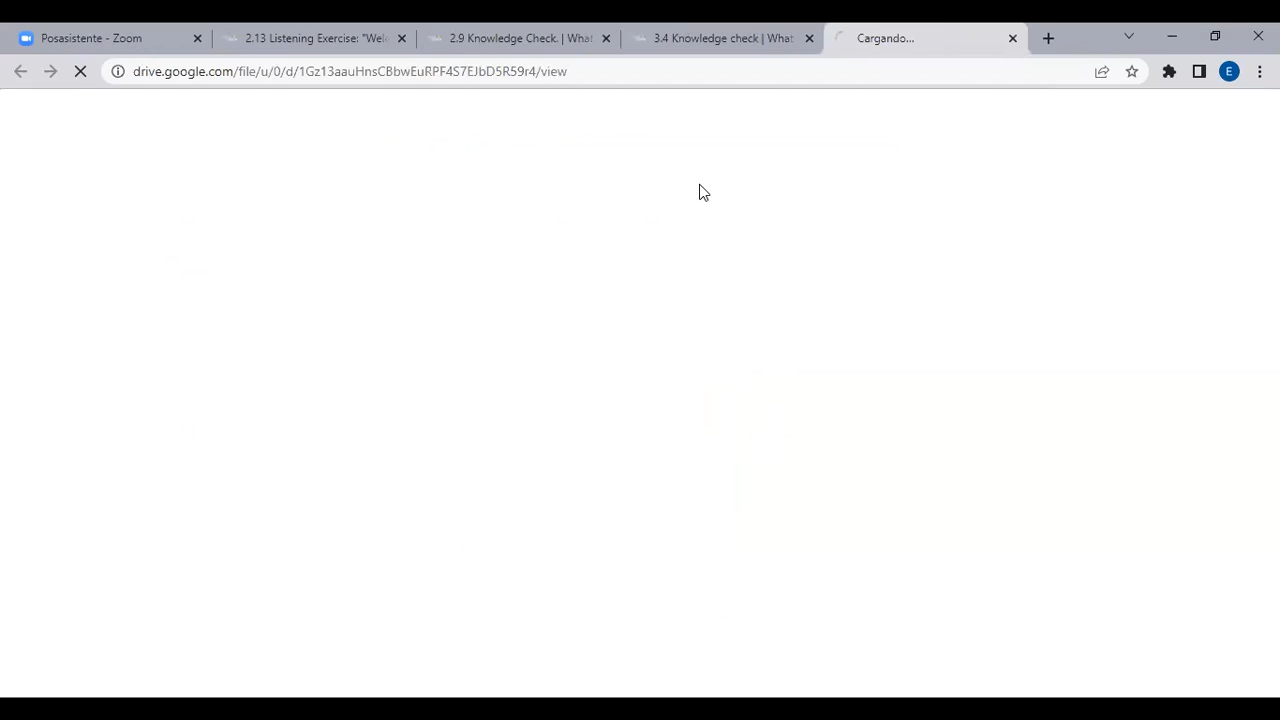 Posasistente - Zoom
2.13 Listening Exercise: "Wel
2.9 Knowledge Check. | What
3.4 Knowledge check | What
Cargando...
drive.google.com/file/u/0/d/1Gz13aauHnsCBbwEuRPF4S7EJbD5R59r4/view
E